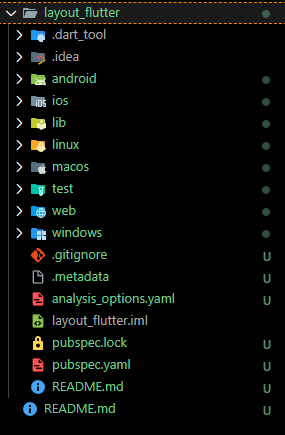 layout_flutter
.dart_tool
.idea
android
ios
lib
linux
macos
test
web
windows
.gitignore U
.metadata U
analysis_options.yaml U
layout_flutter.iml
pubspec.lock U
pubspec.yaml U
README.md U
README.md